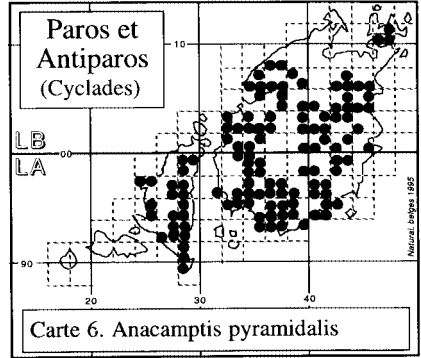 Paros et
Antiparos
(Cyclades)
10
LB
LA
00
90
20
30
40
Natural. belges 1995
Carte 6. Anacamptis pyramidalis